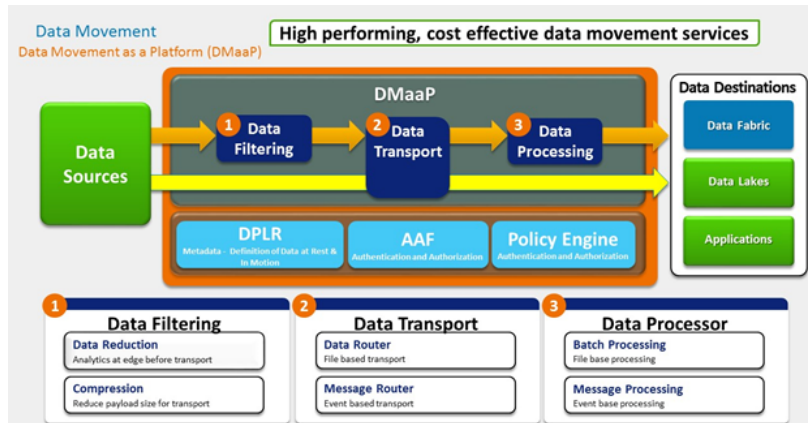 Data Movement
Data Movement as a Platform (DMaaP)
High performing, cost effective data movement services
DMaaP
Data Sources
1
Data
Filtering
2
Data
Transport
3
Data
Processing
Data Destinations
Data Fabric
Data Lakes
Applications
DPLR
Metadata - Definition of Data at Rest &
In Motion
AAF
Authentication and Authorization
Policy Engine
Authentication and Authorization
1
Data Filtering
Data Reduction
Analytics at edge before transport
Compression
Reduce payload size for transport
2
Data Transport
Data Router
File based transport
Message Router
Event based transport
3
Data Processor
Batch Processing
File base processing
Message Processing
Event base processing